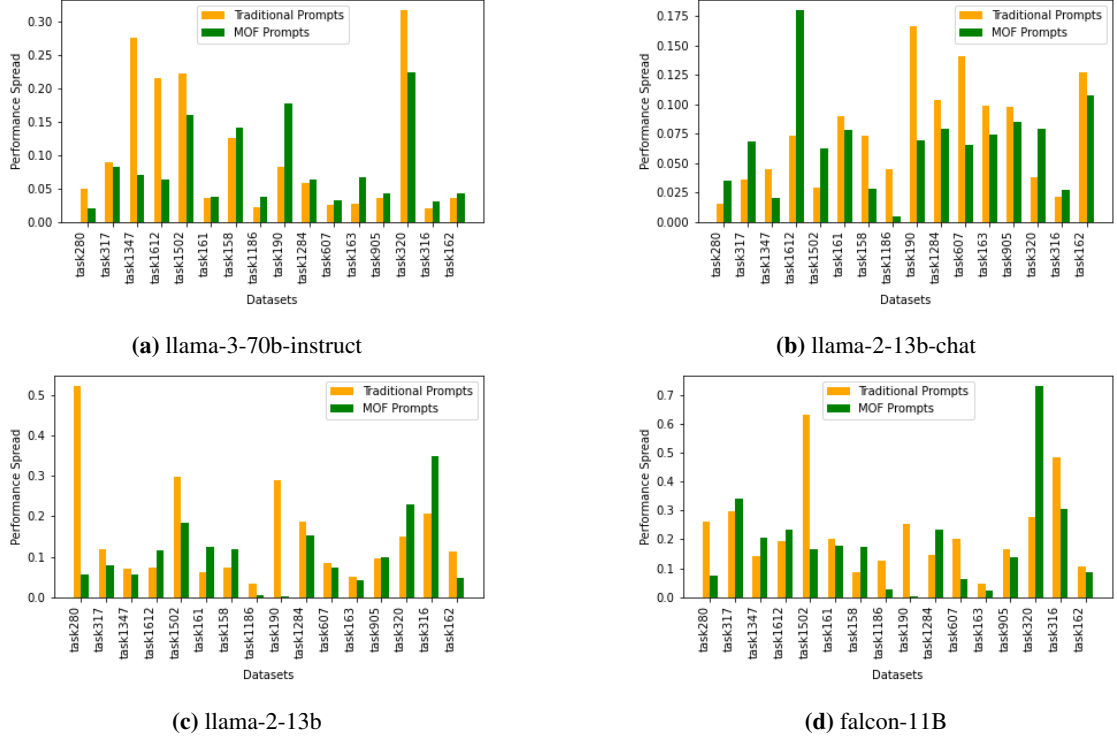 Traditional Prompts
MOF Prompts
Performance Spread
0.30
0.25
0.20
0.15
0.10
0.05
0.00
task280
task317
task1347
task1612
task1502
task161
task158
task1186
task190
task1284
task607
task163
task905
task320
task316
task162
Datasets
(a) llama-3-70b-instruct
Traditional Prompts
MOF Prompts
Performance Spread
0.175
0.150
0.125
0.100
0.075
0.050
0.025
0.000
task280
task317
task1347
task1612
task1502
task161
task158
task1186
task190
task1284
task607
task163
task905
task320
task316
task162
Datasets
(b) llama-2-13b-chat
Traditional Prompts
MOF Prompts
Performance Spread
0.5
0.4
0.3
0.2
0.1
0.0
task280
task317
task1347
task1612
task1502
task161
task158
task1186
task190
task1284
task607
task163
task905
task320
task316
task162
Datasets
(c) llama-2-13b
Traditional Prompts
MOF Prompts
Performance Spread
0.7
0.6
0.5
0.4
0.3
0.2
0.1
0.0
task280
task317
task1347
task1612
task1502
task161
task158
task1186
task190
task1284
task607
task163
task905
task320
task316
task162
Datasets
(d) falcon-11B